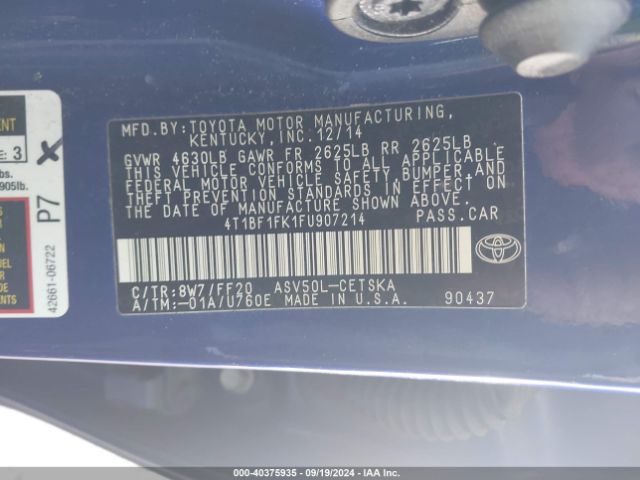 MFD.BY:TOYOTA MOTOR MANUFACTURING,
KENTUCKY, INC. 12/14
GVWR 4630LB GAWR FR 2625LB RR 2625LB
THIS VEHICLE CONFORMS TO ALL APPLICABLE
FEDERAL MOTOR VEHICLE SAFETY,BUMPER,AND
THEFT PREVENTION STANDARDS IN EFFECT ON
THE DATE OF MANUFACTURE SHOWN ABOVE.
4T1BF1FK1FU907214 PASS.CAR
C/TR:8W7/FF20 ASV50L-CETSKA
A/TM:-01A/U760E MADE IN U.S.A. 90437
TOYOTA
3
905lb.
P7
42661-06722
000-40375935 - 09/19/2024 - IAA Inc.